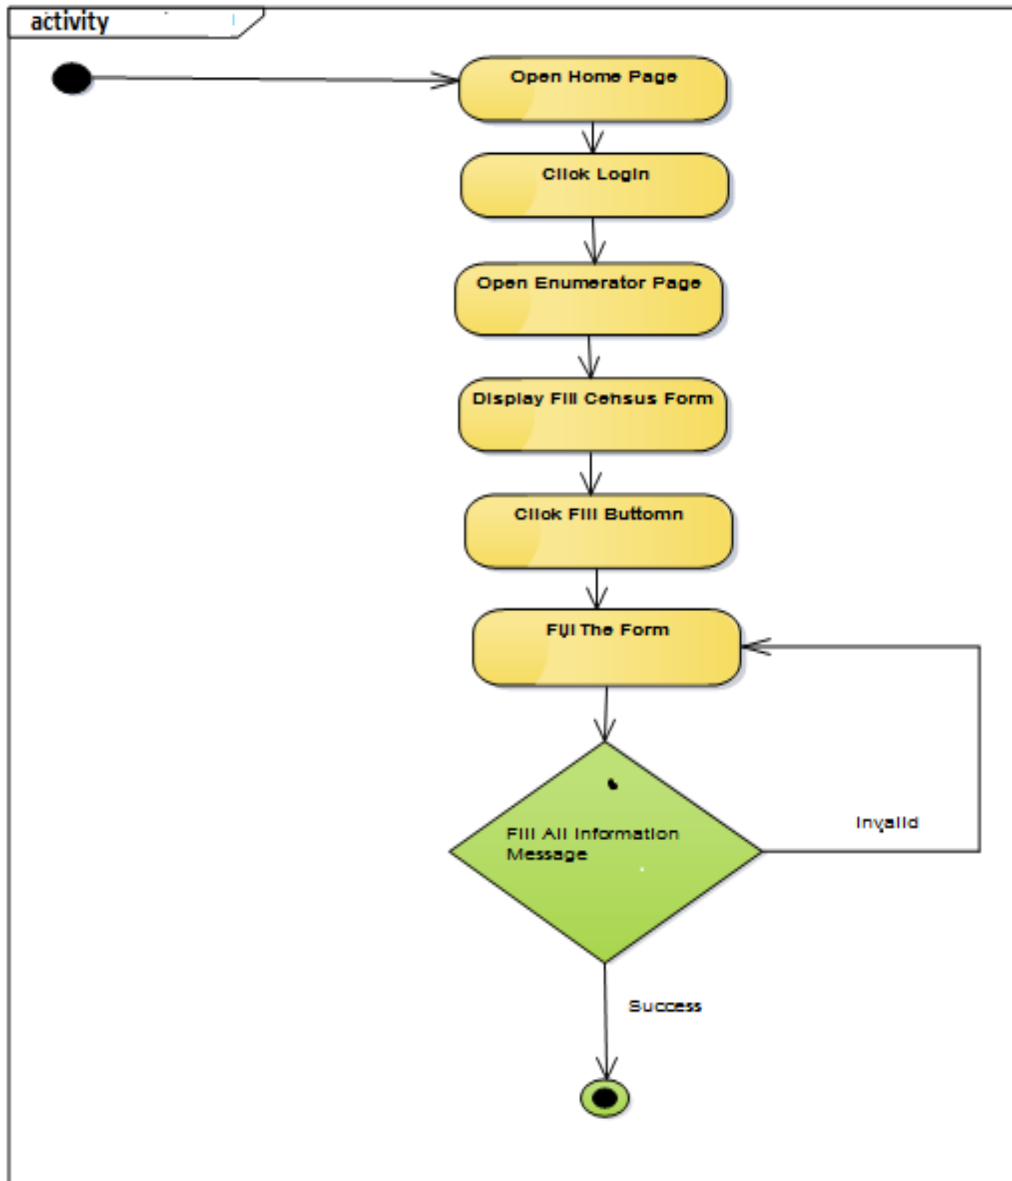 activity
Open Home Page
Click Login
Open Enumerator Page
Display Fill Cehsus Form
Click Fill Buttomn
Fill The Form
Fill All Information
Message
Invalid
Success